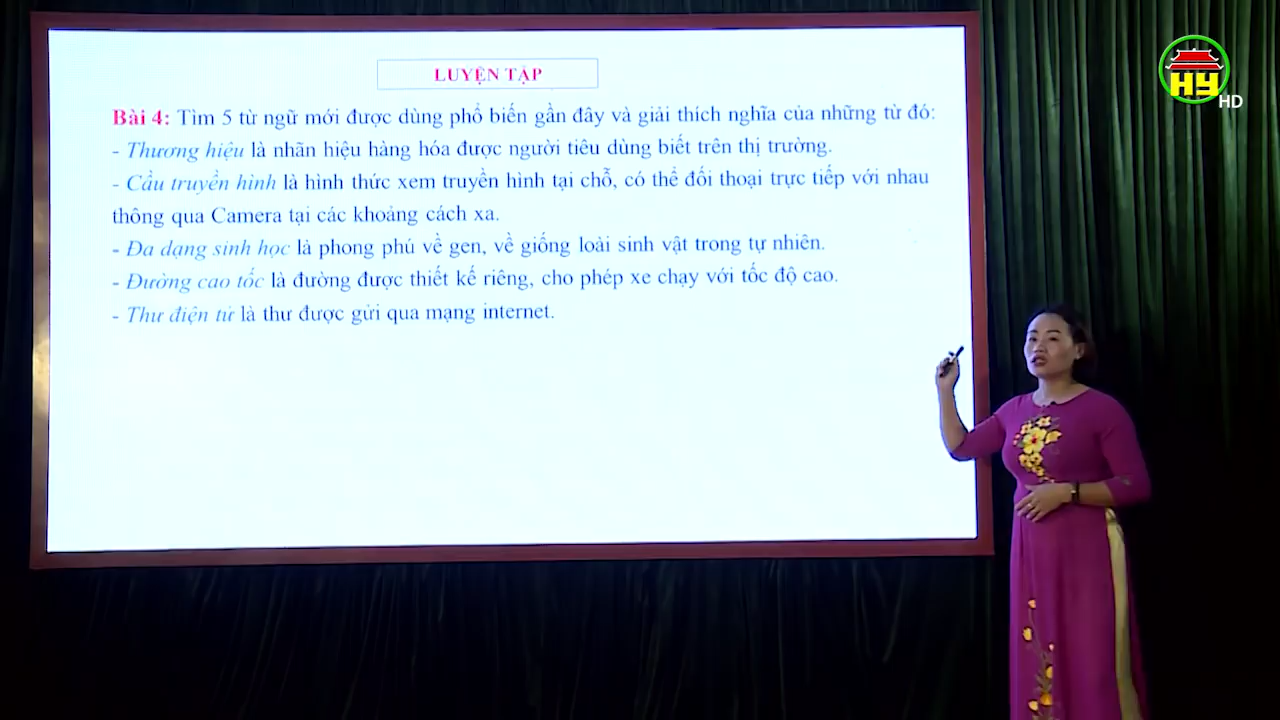 LUYỆN TẬP
Bài 4: Tìm 5 từ ngữ mới được dùng phổ biến gần đây và giải thích nghĩa của những từ đó:
- Thương hiệu là nhãn hiệu hàng hóa được người tiêu dùng biết trên thị trường.
- Cầu truyền hình là hình thức xem truyền hình tại chỗ, có thể đối thoại trực tiếp với nhau
thông qua Camera tại các khoảng cách xa.
- Đa dạng sinh học là phong phú về gen, về giống loài sinh vật trong tự nhiên.
- Đường cao tốc là đường được thiết kế riêng, cho phép xe chạy với tốc độ cao.
- Thư điện tử là thư được gửi qua mạng internet.
HY
HD